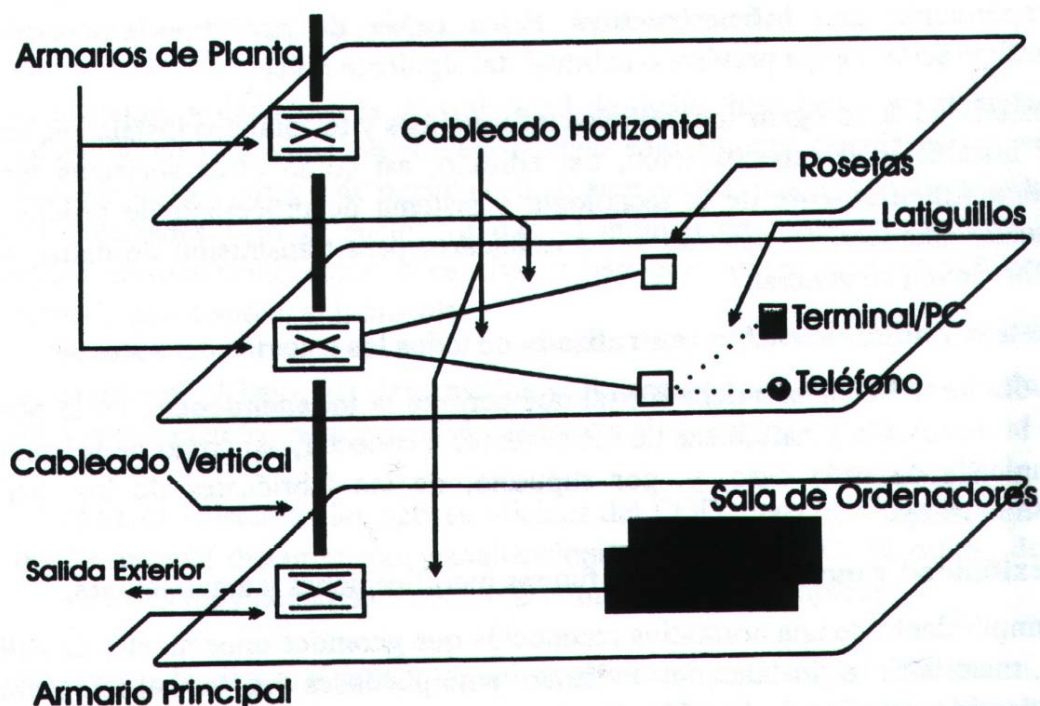 Armarios de Planta
Cableado Horizontal
Rosetas
Latiguillos
Terminal/PC
Teléfono
Cableado Vertical
Sala de Ordenadores
Salida Exterior
Armario Principal